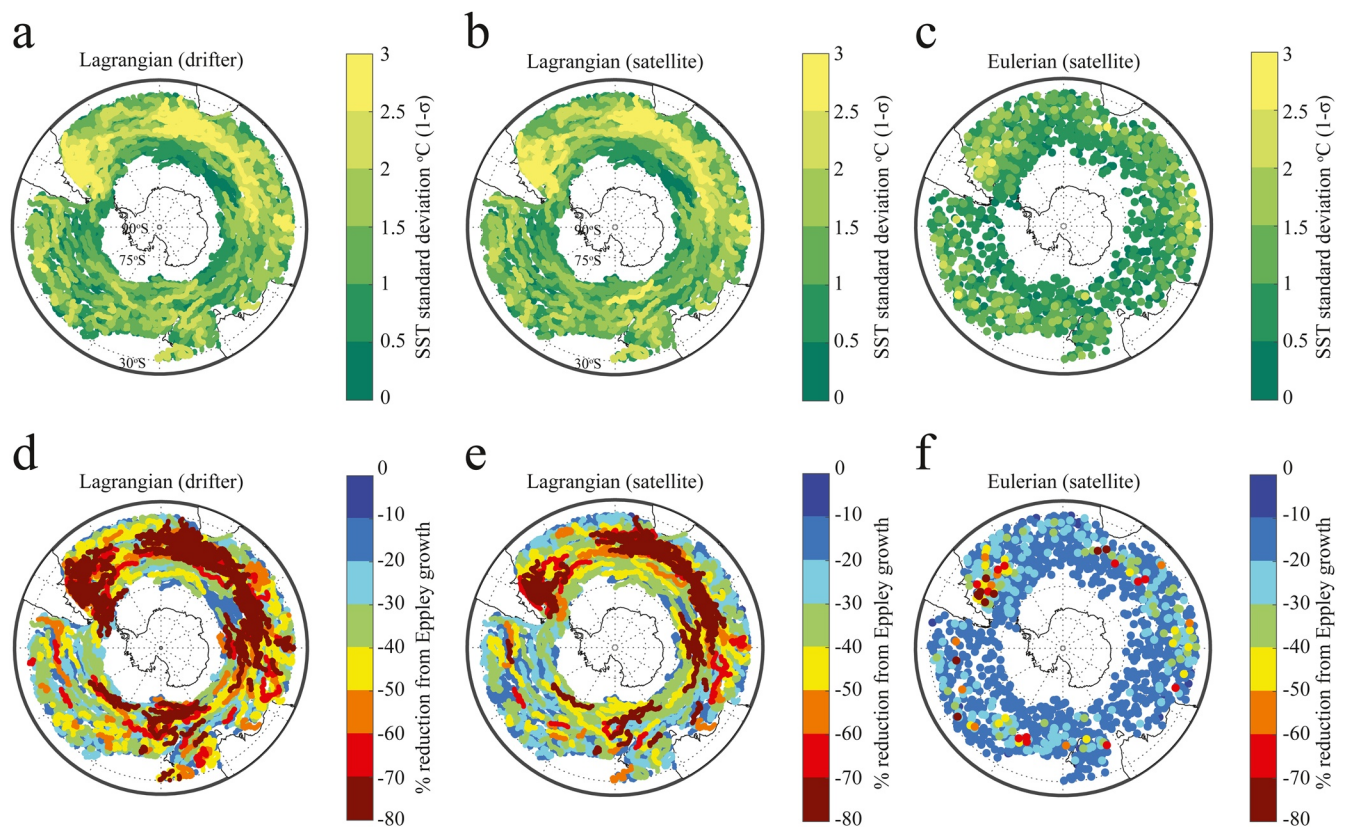 a
b
c
Lagrangian (drifter)
Lagrangian (satellite)
Eulerian (satellite)
90°S
75°S
30°S
3
2.5
2
1.5
1
0.5
0
SST standard deviation °C (1-σ)
90°S
75°S
30°S
3
2.5
2
1.5
1
0.5
0
SST standard deviation °C (1-σ)
3
2.5
2
1.5
1
0.5
0
SST standard deviation °C (1-σ)
d
e
f
Lagrangian (drifter)
Lagrangian (satellite)
Eulerian (satellite)
0
-10
-20
-30
-40
-50
-60
-70
-80
% reduction from Eppley growth
0
-10
-20
-30
-40
-50
-60
-70
-80
% reduction from Eppley growth
0
-10
-20
-30
-40
-50
-60
-70
-80
% reduction from Eppley growth